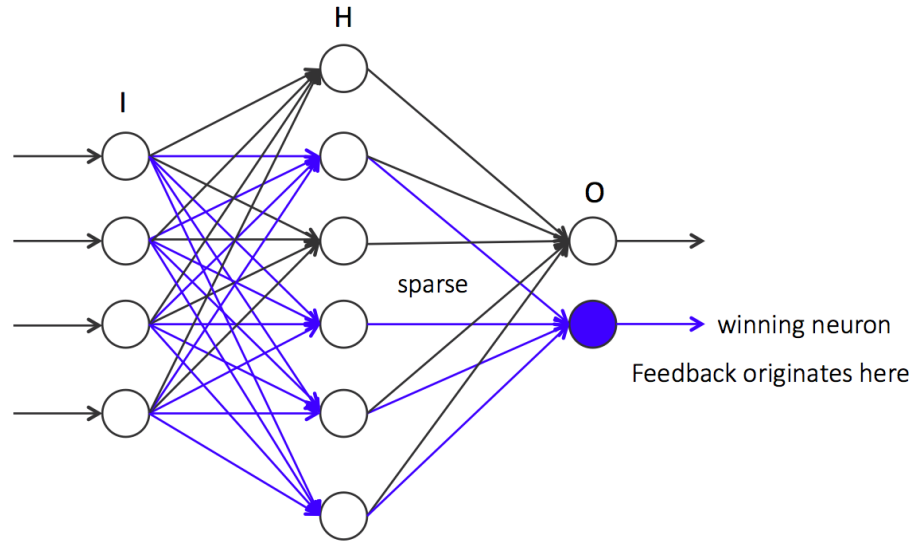 H
I
O
sparse
winning neuron
Feedback originates here